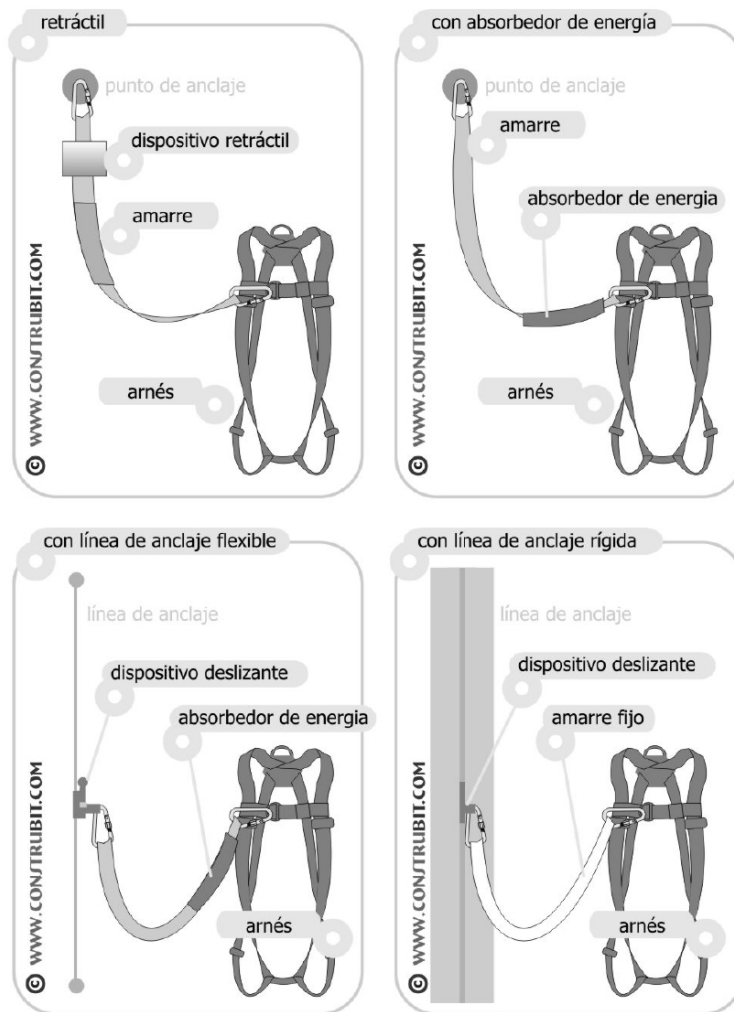 retráctil
punto de anclaje
dispositivo retráctil
amarre
arnés
© WWW.CONSTRUBIT.COM
con absorbedor de energía
punto de anclaje
amarre
absorbedor de energia
arnés
© WWW.CONSTRUBIT.COM
con línea de anclaje flexible
línea de anclaje
dispositivo deslizante
absorbedor de energia
arnés
© WWW.CONSTRUBIT.COM
con línea de anclaje rígida
línea de anclaje
dispositivo deslizante
amarre fijo
arnés
© WWW.CONSTRUBIT.COM